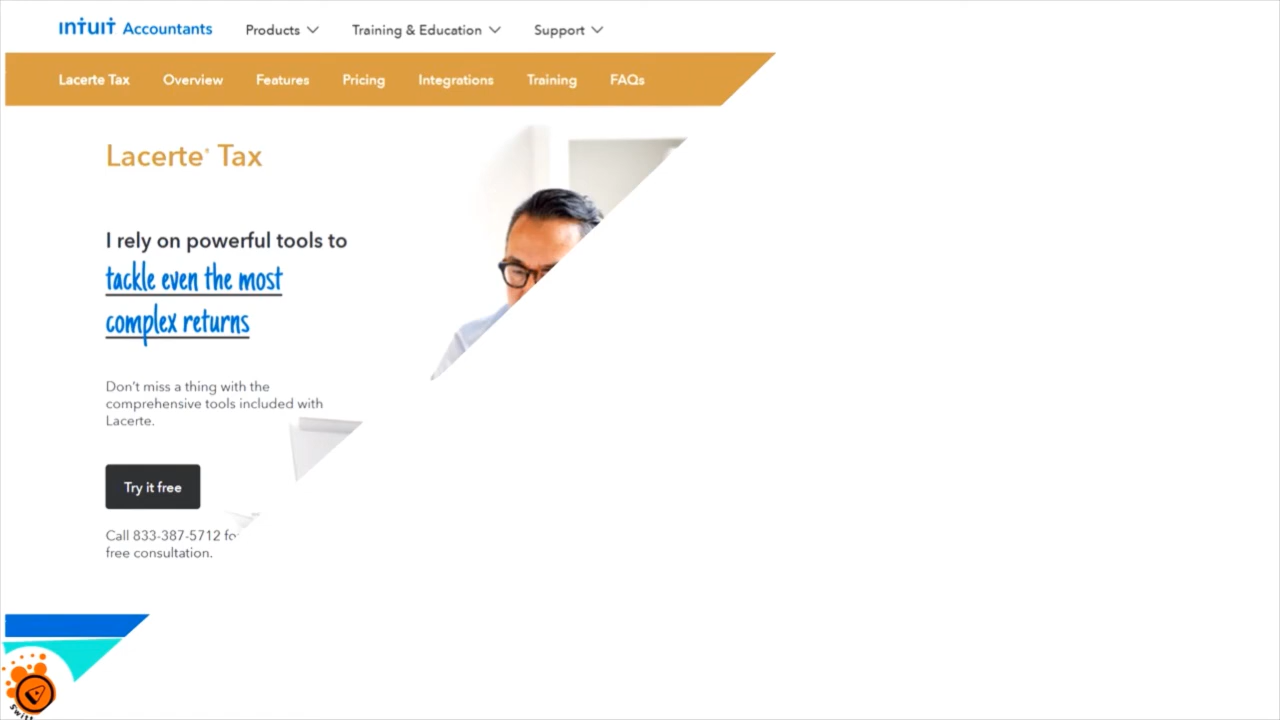 INTUIT Accountants Products Training & Education Support
Lacerte Tax Overview Features Pricing Integrations Training FAQs
Lacerte® Tax
I rely on powerful tools to
tackle even the most
complex returns
Don't miss a thing with the
comprehensive tools included with
Lacerte.
Try it free
Call 833-387-5712 fo
free consultation.